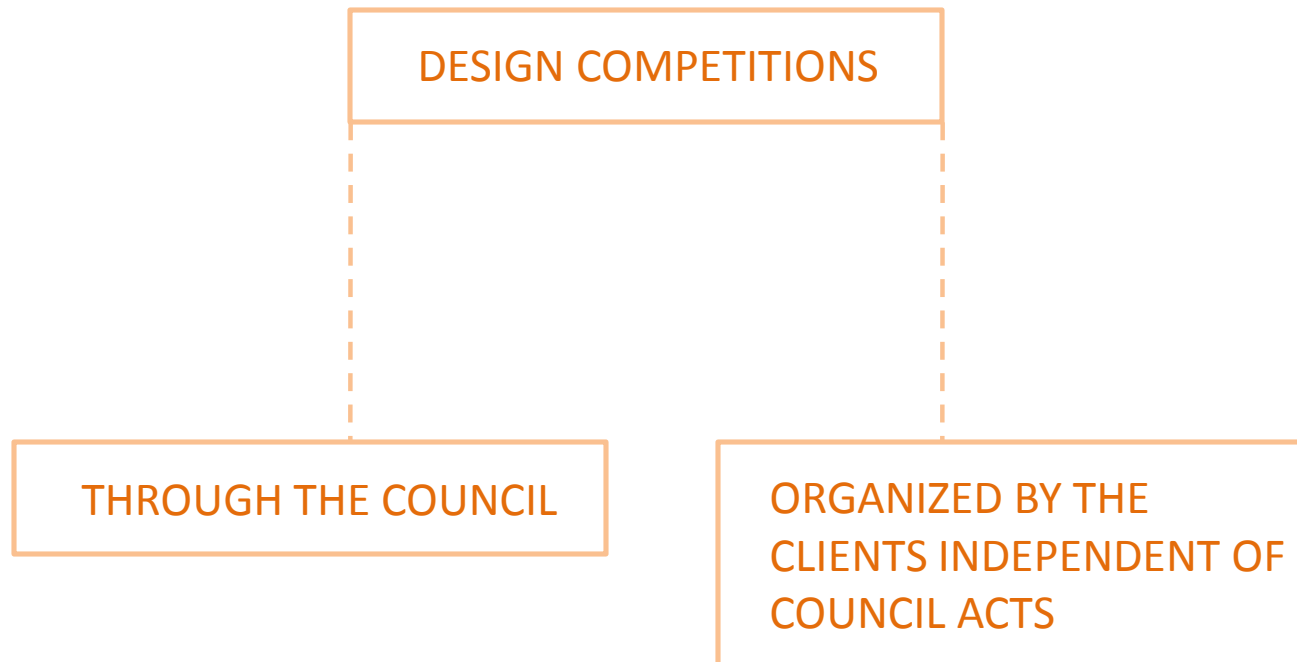 DESIGN COMPETITIONS
THROUGH THE COUNCIL
ORGANIZED BY THE
CLIENTS INDEPENDENT OF
COUNCIL ACTS